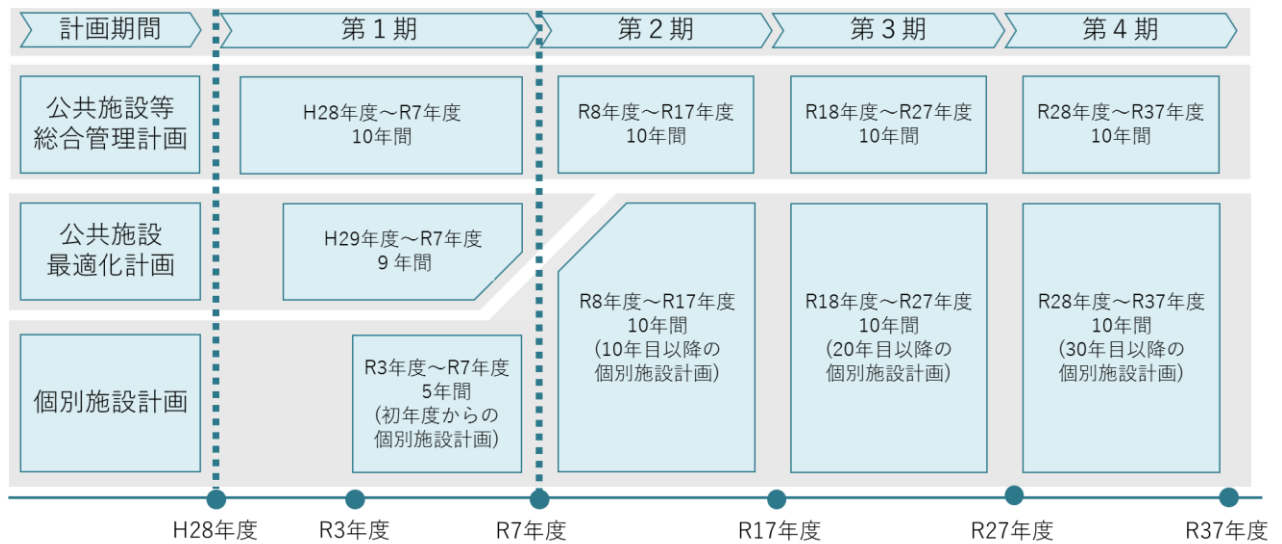 計画期間
第１期
第２期
第３期
第４期
公共施設等
総合管理計画
H28年度～R7年度
10年間
R8年度～R17年度
10年間
R18年度～R27年度
10年間
R28年度～R37年度
10年間
公共施設
最適化計画
H29年度～R7年度
９年間
個別施設計画
R3年度～R7年度
5年間
(初年度からの
個別施設計画)
R8年度～R17年度
10年間
(10年目以降の
個別施設計画)
R18年度～R27年度
10年間
(20年目以降の
個別施設計画)
R28年度～R37年度
10年間
(30年目以降の
個別施設計画)
H28年度
R3年度
R7年度
R17年度
R27年度
R37年度